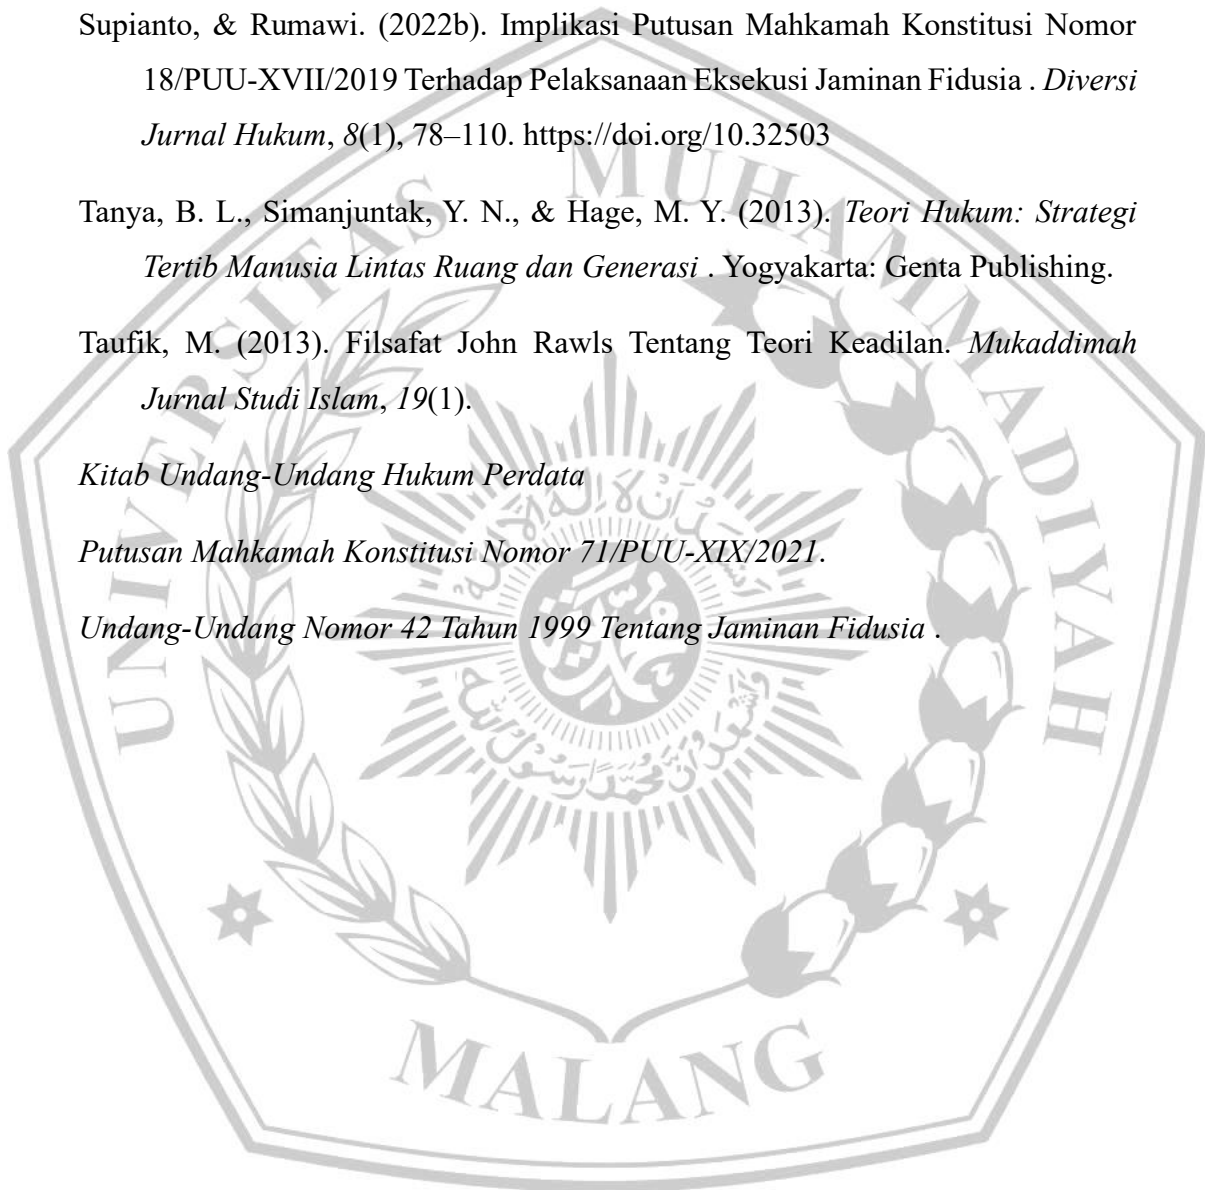 Supianto, & Rumawi. (2022b). Implikasi Putusan Mahkamah Konstitusi Nomor
18/PUU-XVII/2019 Terhadap Pelaksanaan Eksekusi Jaminan Fidusia . Diversi
Jurnal Hukum, 8(1), 78–110. https://doi.org/10.32503
Tanya, B. L., Simanjuntak, Y. N., & Hage, M. Y. (2013). Teori Hukum: Strategi
Tertib Manusia Lintas Ruang dan Generasi . Yogyakarta: Genta Publishing.
Taufik, M. (2013). Filsafat John Rawls Tentang Teori Keadilan. Mukaddimah
Jurnal Studi Islam, 19(1).
Kitab Undang-Undang Hukum Perdata
Putusan Mahkamah Konstitusi Nomor 71/PUU-XIX/2021.
Undang-Undang Nomor 42 Tahun 1999 Tentang Jaminan Fidusia .
UNIVERSITAS MUHAMMADIYAH
MALANG